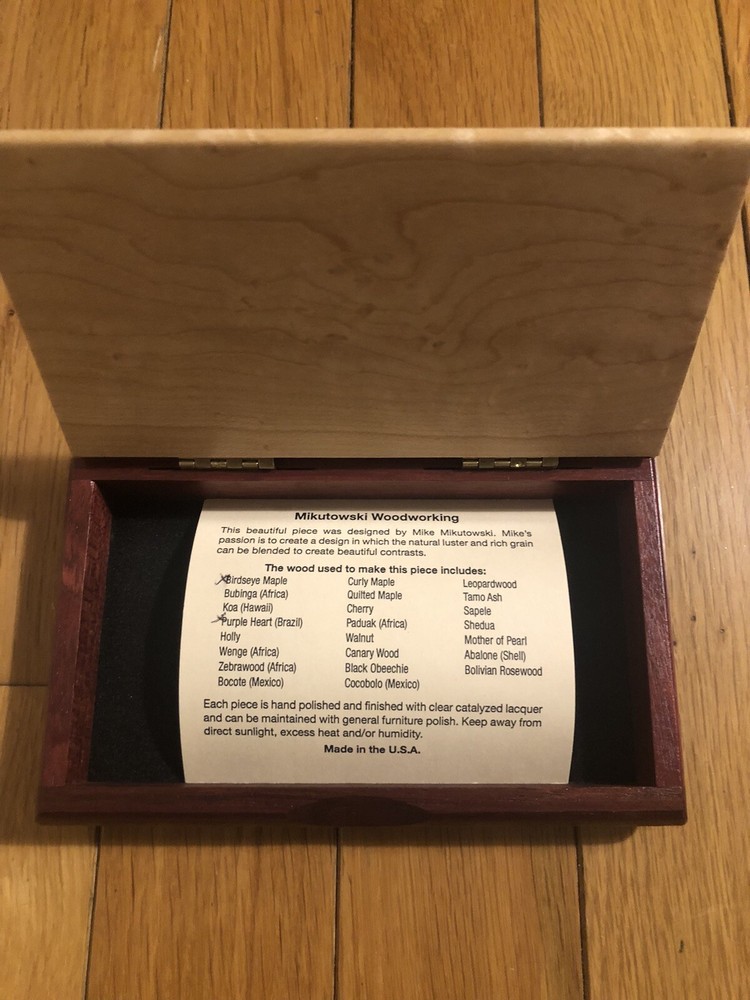 Mikutowski Woodworking
This beautiful piece was designed by Mike Mikutowski. Mike's
passion is to create a design in which the natural luster and rich grain
can be blended to create beautiful contrasts.
The wood used to make this piece includes:
Birdseye Maple Curly Maple Leopardwood
Bubinga (Africa) Quilted Maple Tamo Ash
Koa (Hawaii) Cherry Sapele
Purple Heart (Brazil) Paduak (Africa) Shedua
Holly Walnut Mother of Pearl
Wenge (Africa) Canary Wood Abalone (Shell)
Zebrawood (Africa) Black Obeechie Bolivian Rosewood
Bocote (Mexico) Cocobolo (Mexico)
Each piece is hand polished and finished with clear catalyzed lacquer
and can be maintained with general furniture polish. Keep away from
direct sunlight, excess heat and/or humidity.
Made in the U.S.A.